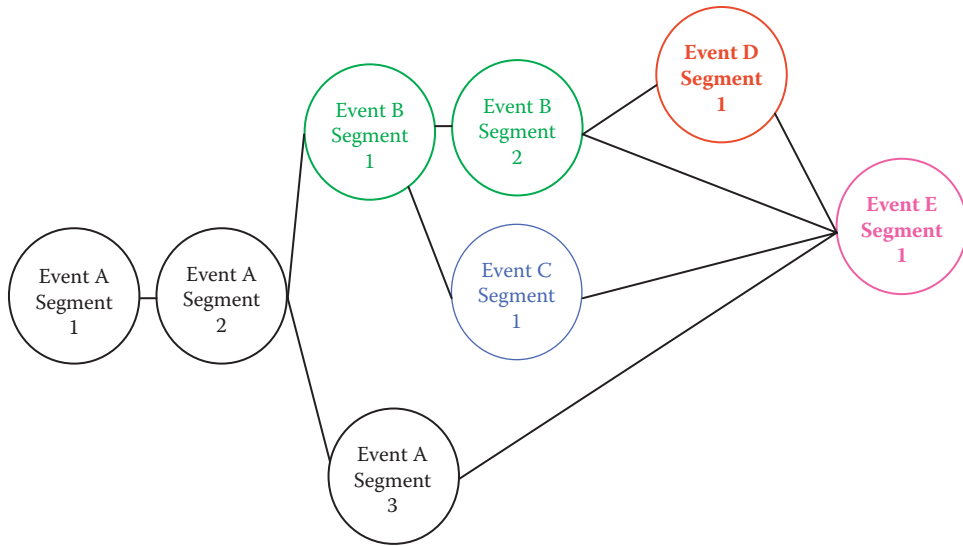 Event A
Segment
1
Event A
Segment
2
Event B
Segment
1
Event B
Segment
2
Event C
Segment
1
Event A
Segment
3
Event D
Segment
1
Event E
Segment
1